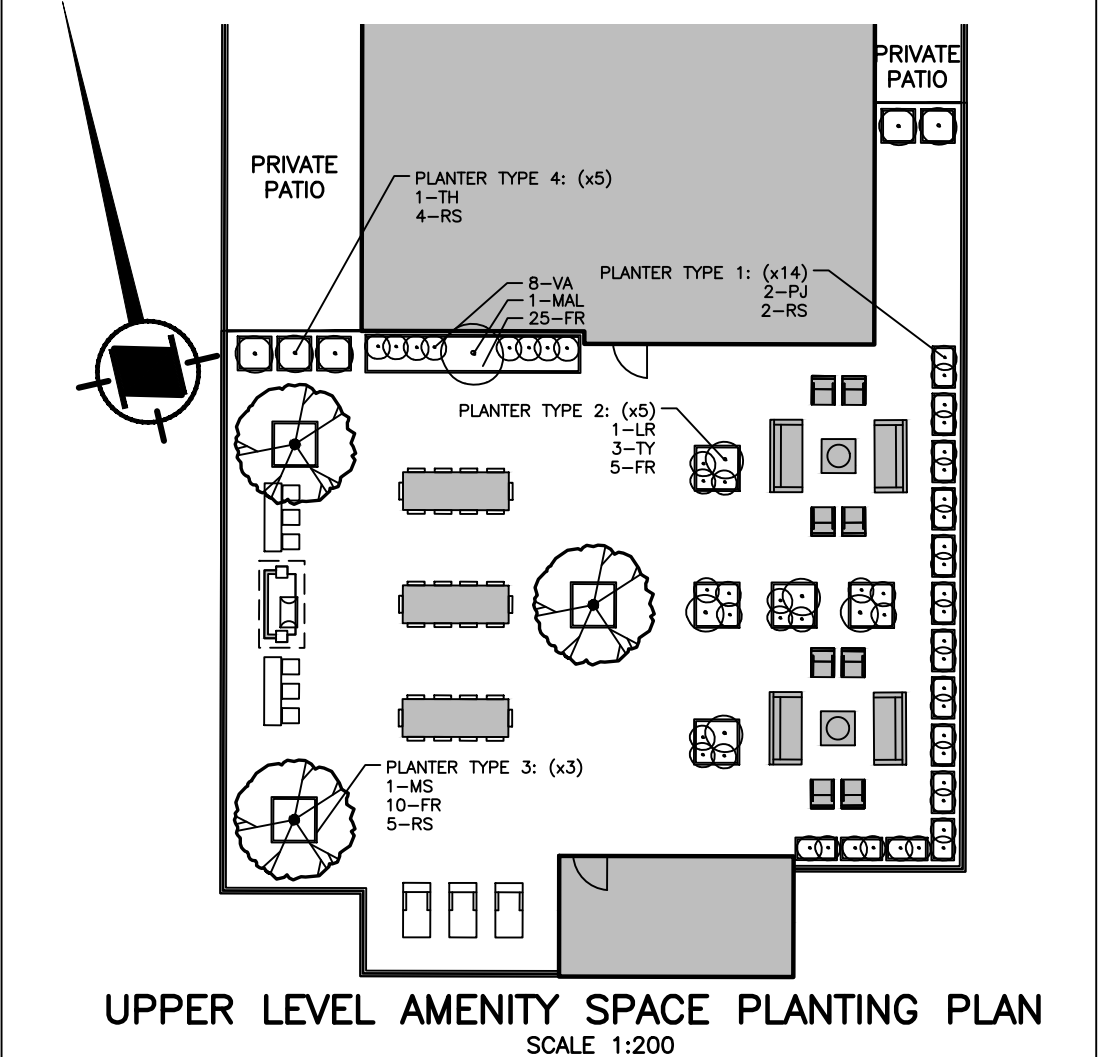 PRIVATE
PATIO
PRIVATE
PATIO
PLANTER TYPE 4: (x5)
1-TH
4-RS
8-VA
1-MAL
25-FR
PLANTER TYPE 1: (x14)
2-PJ
2-RS
PLANTER TYPE 2: (x5)
1-LR
3-TY
5-FR
PLANTER TYPE 3: (x3)
1-MS
10-FR
5-RS
UPPER LEVEL AMENITY SPACE PLANTING PLAN
SCALE 1:200